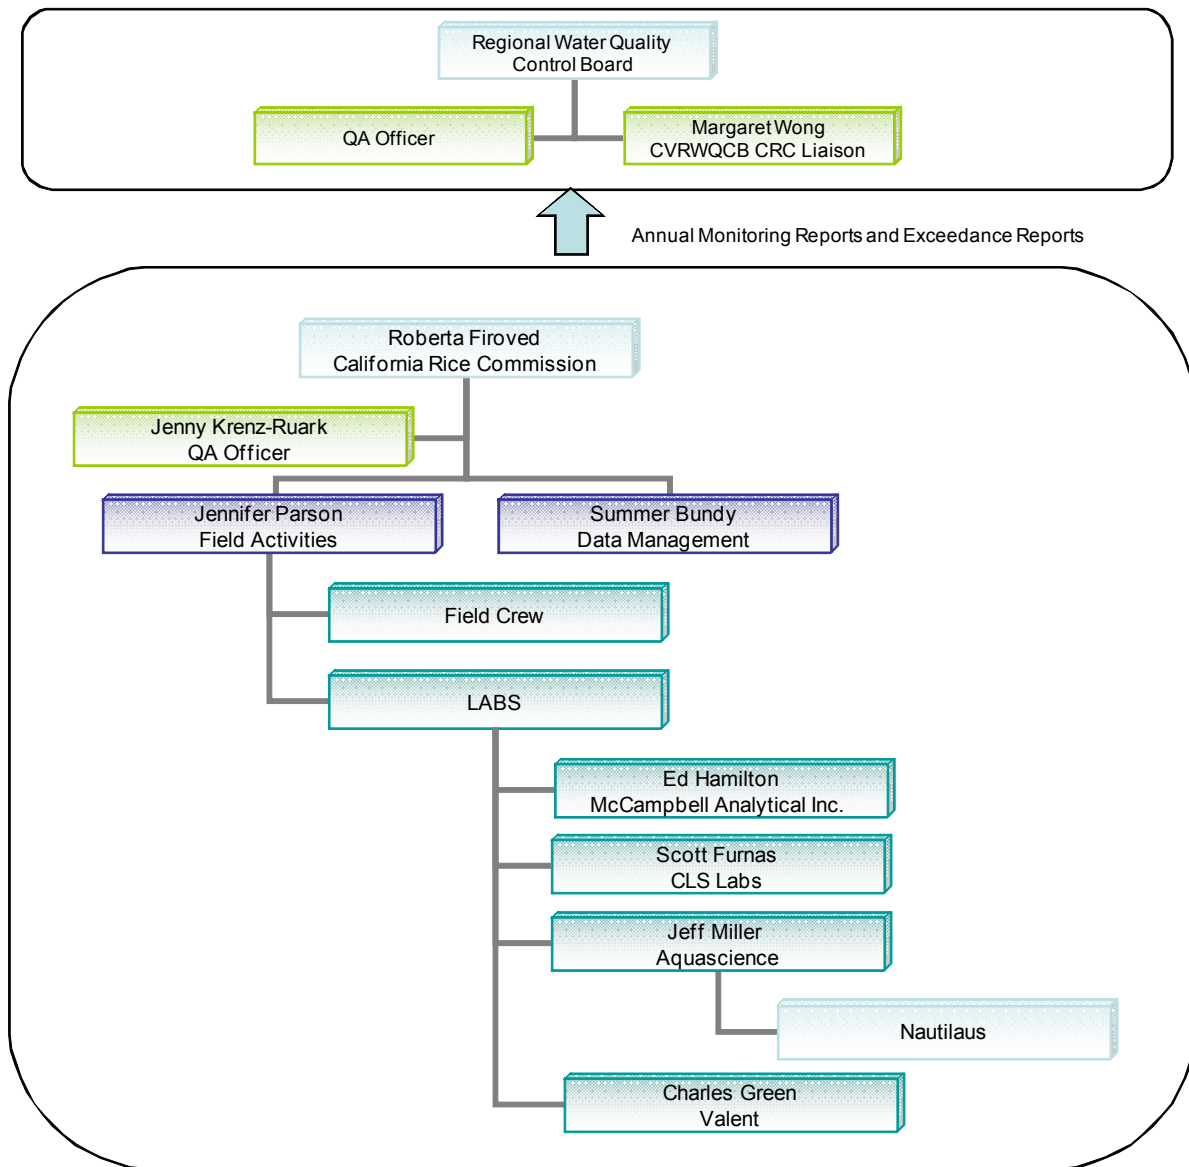 Regional Water Quality
Control Board
QA Officer
Margaret Wong
CVRWQCB CRC Liaison
Annual Monitoring Reports and Exceedance Reports
Roberta Firoved
California Rice Commission
Jenny Krenz-Ruark
QA Officer
Jennifer Parson
Field Activities
Summer Bundy
Data Management
Field Crew
LABS
Ed Hamilton
McCampbell Analytical Inc.
Scott Furnas
CLS Labs
Jeff Miller
Aquascience
Nautilaus
Charles Green
Valent